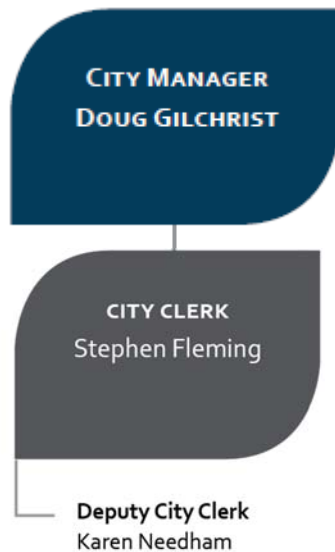 CITY MANAGER
DOUG GILCHRIST
CITY CLERK
Stephen Fleming
Deputy City Clerk
Karen Needham